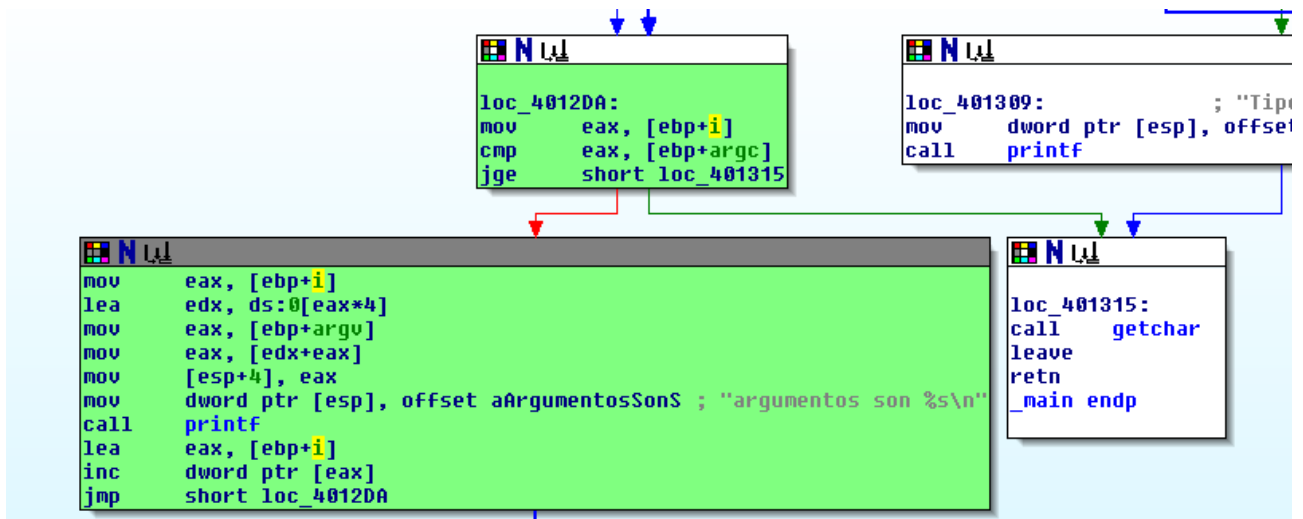 loc_4012DA:
mov eax, [ebp+i]
cmp eax, [ebp+argc]
jge short loc_401315
loc_401309: ; "Tipo
mov dword ptr [esp], offset
call printf
mov eax, [ebp+i]
lea edx, ds:0[eax*4]
mov eax, [ebp+argv]
mov eax, [edx+eax]
mov [esp+4], eax
mov dword ptr [esp], offset aArgumentosSonS ; "argumentos son %s\n"
call printf
lea eax, [ebp+i]
inc dword ptr [eax]
jmp short loc_4012DA
loc_401315:
call getchar
leave
retn
_main endp